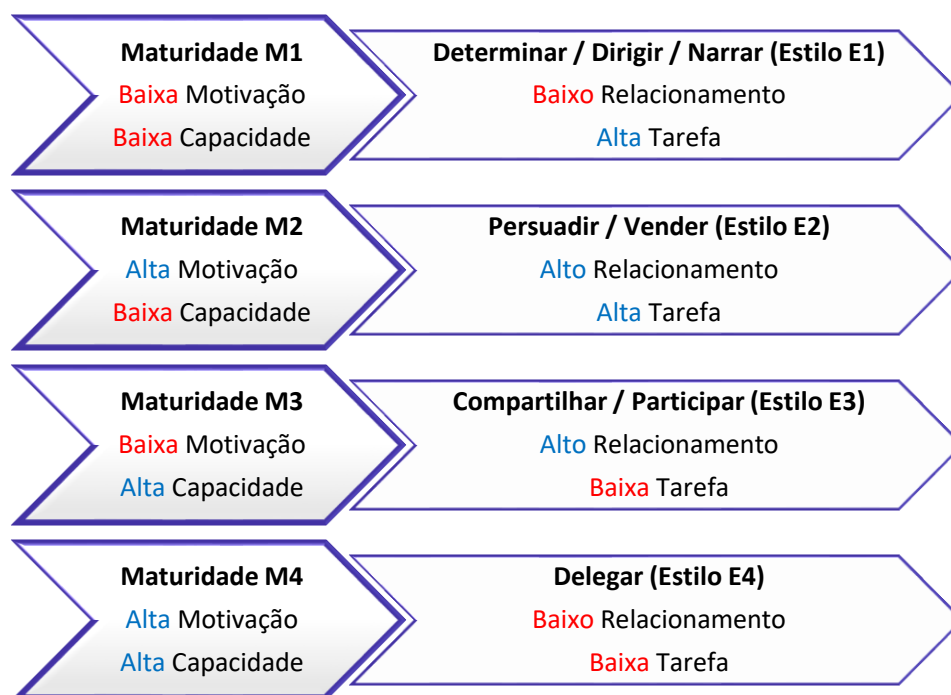 Maturidade M1
Baixa Motivação
Baixa Capacidade
Determinar / Dirigir / Narrar (Estilo E1)
Baixo Relacionamento
Alta Tarefa
Maturidade M2
Alta Motivação
Baixa Capacidade
Persuadir / Vender (Estilo E2)
Alto Relacionamento
Alta Tarefa
Maturidade M3
Baixa Motivação
Alta Capacidade
Compartilhar / Participar (Estilo E3)
Alto Relacionamento
Baixa Tarefa
Maturidade M4
Alta Motivação
Alta Capacidade
Delegar (Estilo E4)
Baixo Relacionamento
Baixa Tarefa